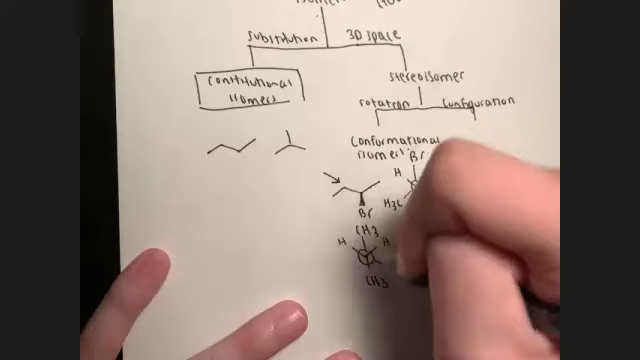 substitution 3D space
constitutional
isomers
stereoisomer
rotation configuration
Conformational
isomers
Br
H
H3C
Br
CH3
H H
CH3